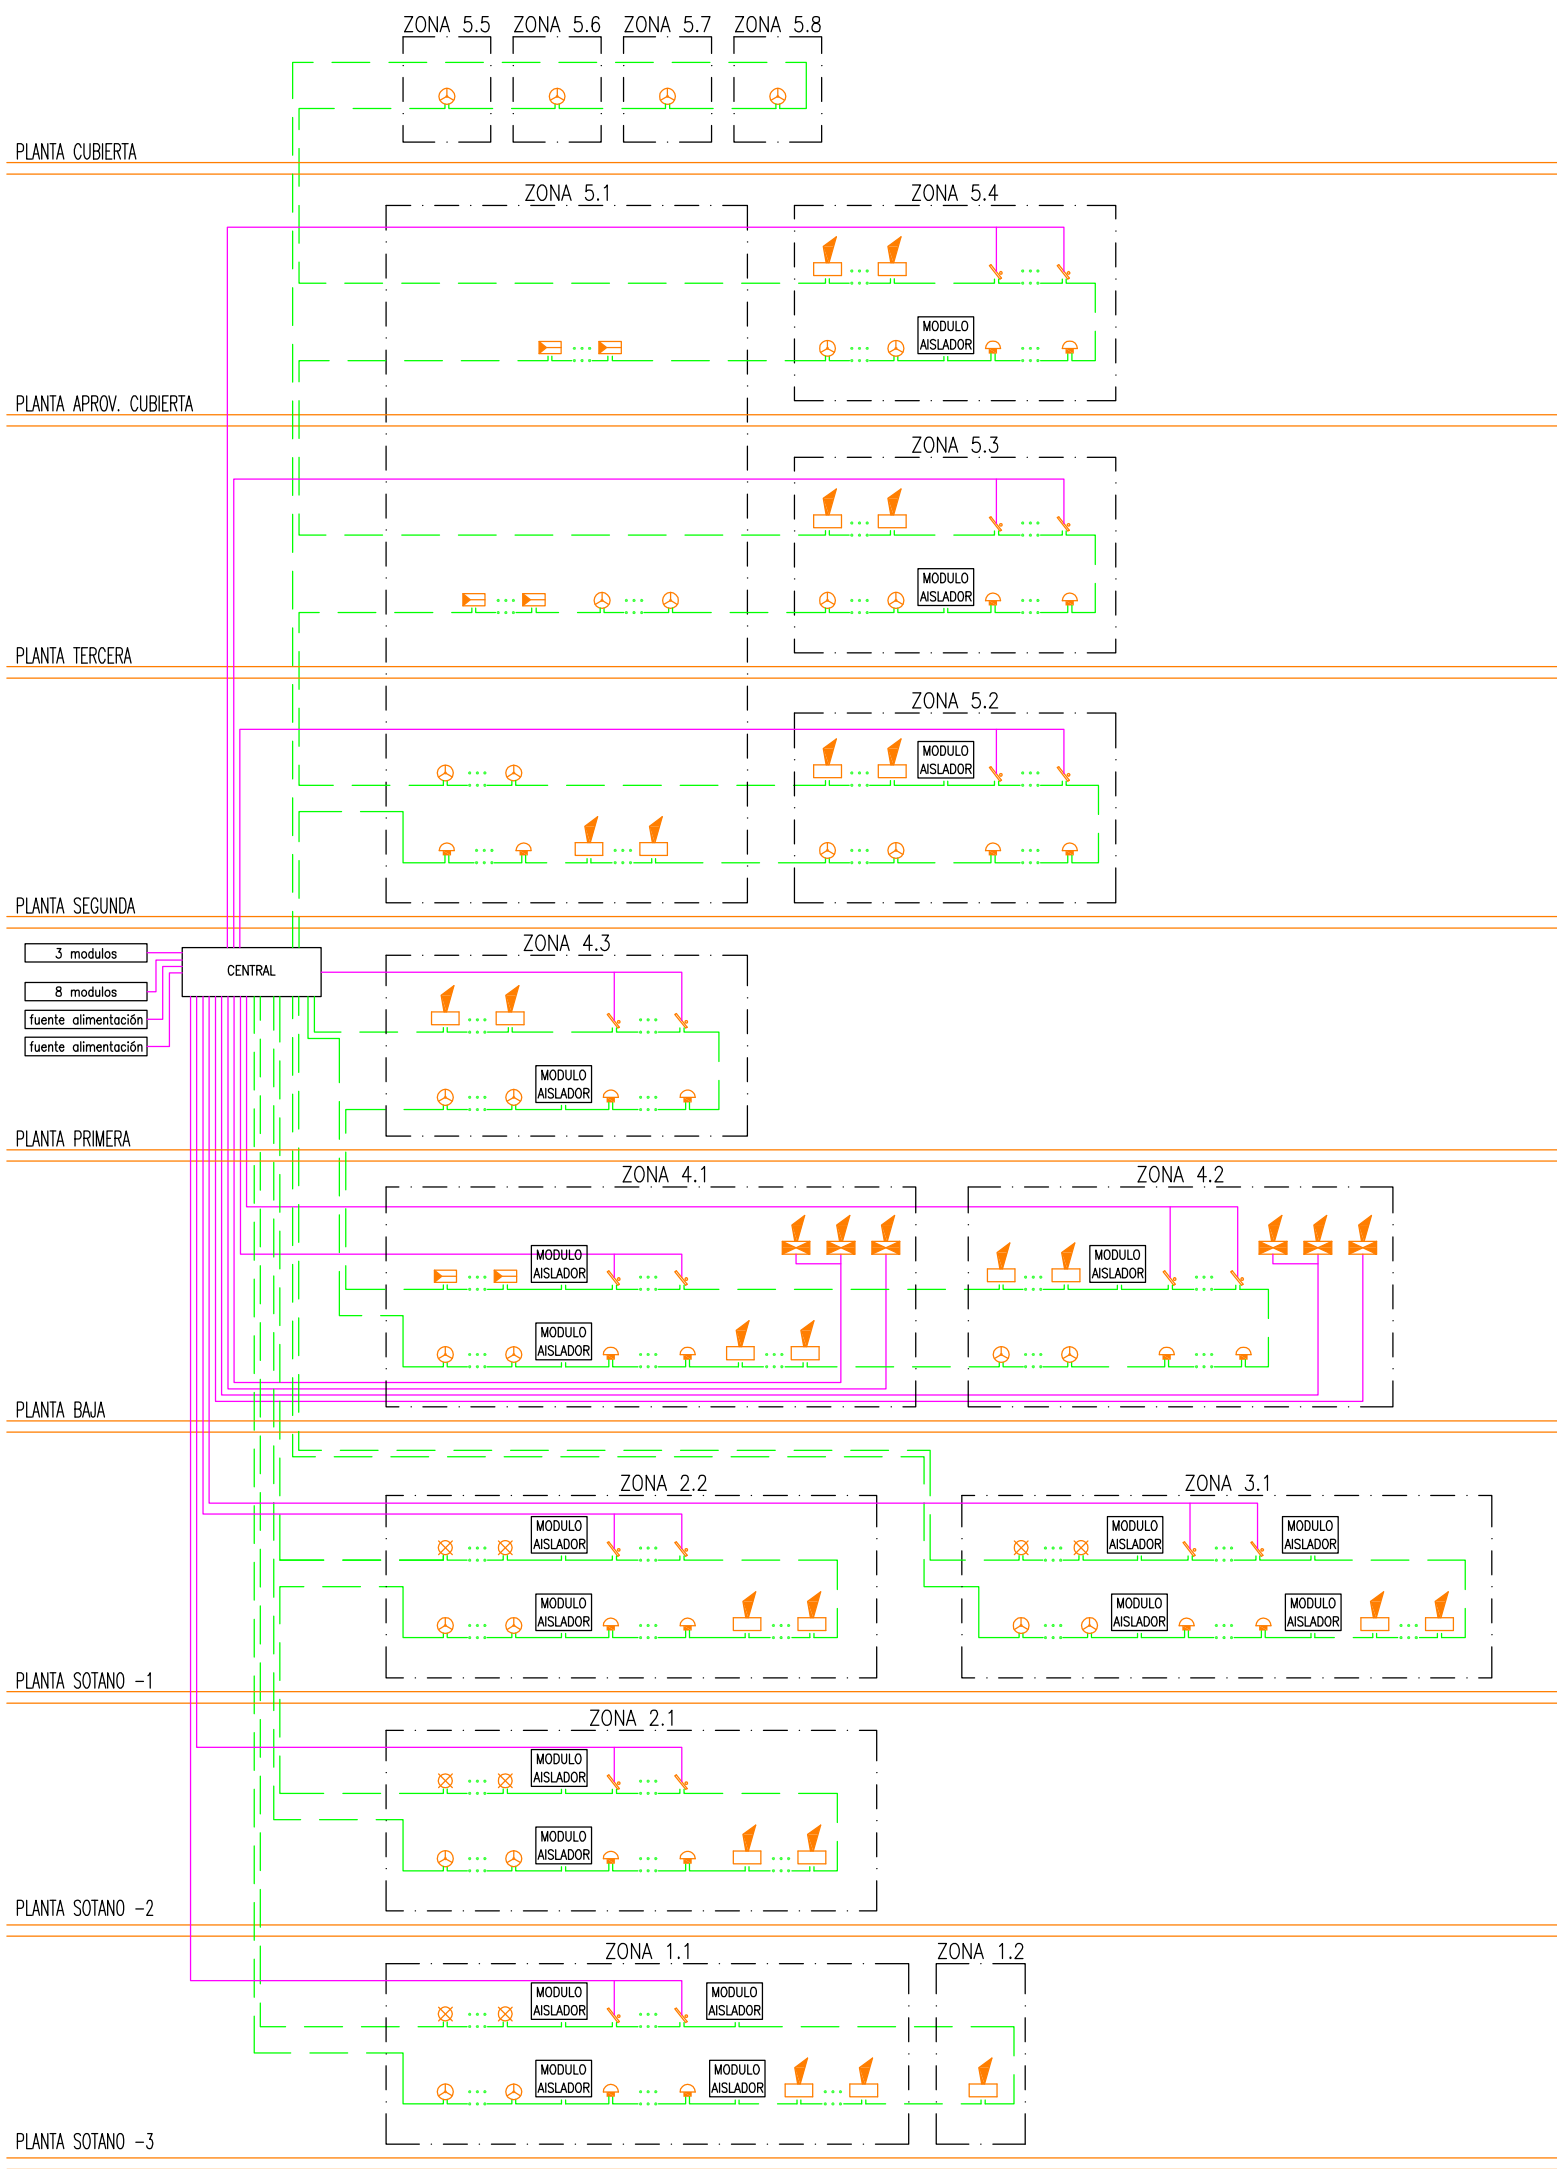 ZONA 5.5 ZONA 5.6 ZONA 5.7 ZONA 5.8
PLANTA CUBIERTA
ZONA 5.1 ZONA 5.4
MODULO
AISLADOR
PLANTA APROV. CUBIERTA
ZONA 5.3
MODULO
AISLADOR
PLANTA TERCERA
ZONA 5.2
MODULO
AISLADOR
PLANTA SEGUNDA
ZONA 4.3
3 modulos
CENTRAL
8 modulos
fuente alimentación
fuente alimentación
MODULO
AISLADOR
PLANTA PRIMERA
ZONA 4.1 ZONA 4.2
MODULO MODULO
AISLADOR AISLADOR
MODULO
AISLADOR
PLANTA BAJA
ZONA 2.2 ZONA 3.1
MODULO MODULO MODULO
AISLADOR AISLADOR AISLADOR
MODULO MODULO MODULO
AISLADOR AISLADOR AISLADOR
PLANTA SOTANO -1
ZONA 2.1
MODULO
AISLADOR
MODULO
AISLADOR
PLANTA SOTANO -2
ZONA 1.1 ZONA 1.2
MODULO MODULO
AISLADOR AISLADOR
MODULO MODULO
AISLADOR AISLADOR
PLANTA SOTANO -3